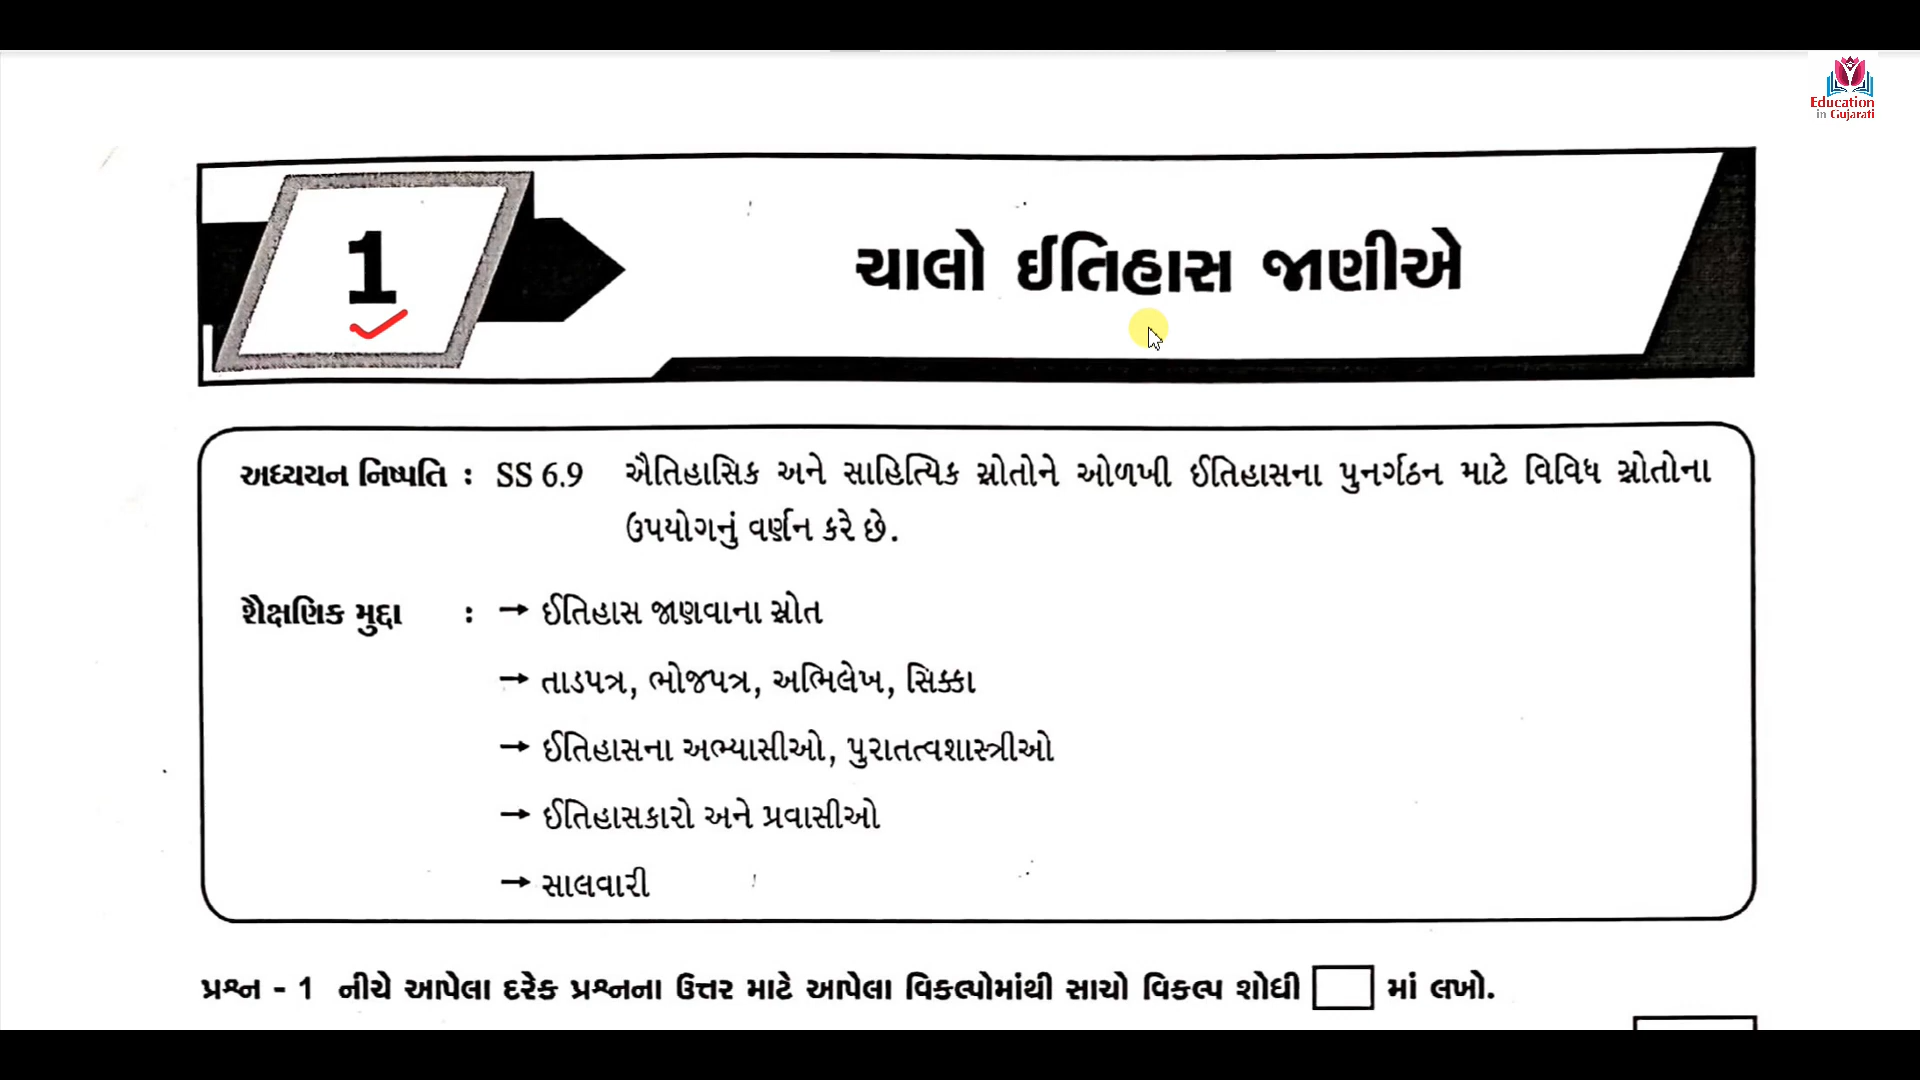 Education
in Gujarati
1
ચાલો ઈતિહાસ જાણીએ
અધ્યયન નિષ્પતિ : SS 6.9 ઐતિહાસિક અને સાહિત્યિક સ્રોતોને ઓળખી ઈતિહાસના પુનર્ગઠન માટે વિવિધ સ્રોતોના
ઉપયોગનું વર્ણન કરે છે.
શૈક્ષણિક મુદ્દા : → ઈતિહાસ જાણવાના સ્રોત
→ તાડપત્ર, ભોજપત્ર, અભિલેખ, સિક્કા
→ ઈતિહાસના અભ્યાસીઓ, પુરાતત્વશાસ્ત્રીઓ
→ ઈતિહાસકારો અને પ્રવાસીઓ
→ સાલવારી
પ્રશ્ન - 1 નીચે આપેલા દરેક પ્રશ્નના ઉત્તર માટે આપેલા વિકલ્પોમાંથી સાચો વિકલ્પ શોધી માં લખો.